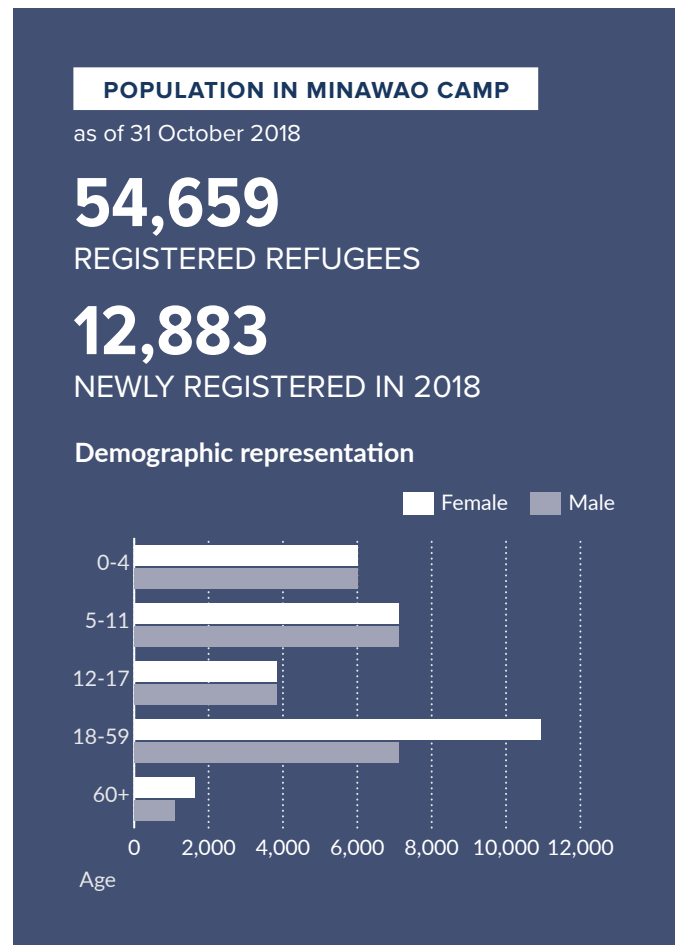 POPULATION IN MINAWAO CAMP
as of 31 October 2018
54,659
REGISTERED REFUGEES
12,883
NEWLY REGISTERED IN 2018
Demographic representation
Female Male
0-4
5-11
12-17
18-59
60+
0 2,000 4,000 6,000 8,000 10,000 12,000
Age